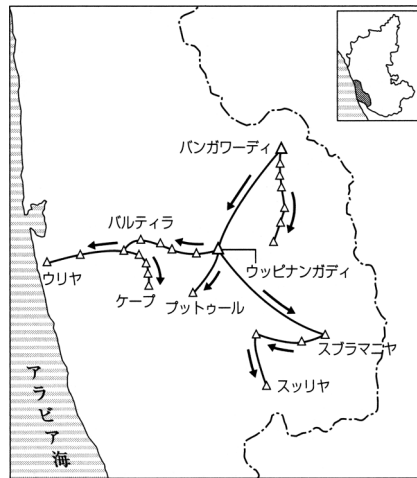 バンガワーディ
バルティラ
ウリヤ
ケープ
プットゥール
ウッピナンガディ
スブラマニヤ
スッリヤ
アラビア海